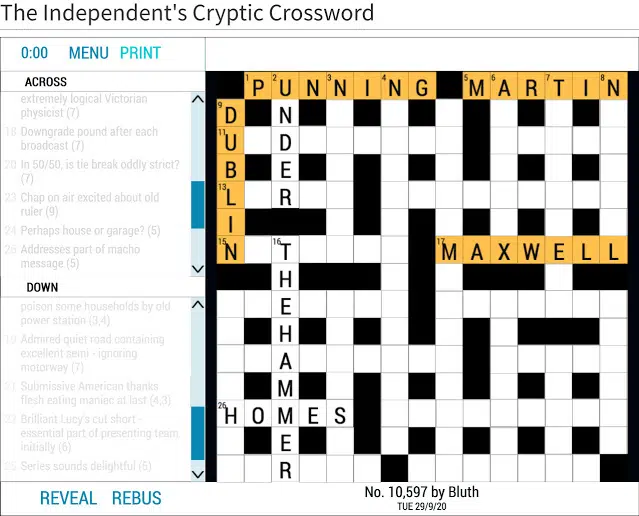 The Independent's Cryptic Crossword
0:00 MENU PRINT
ACROSS
extremely logical Victorian
physicist (7)
18 Downgrade pound after each
broadcast (7)
20 In 50/50, is tie break oddly strict?
(7)
23 Chap on air excited about old
ruler (9)
24 Perhaps house or garage? (5)
26 Addresses part of macho
message (5)
DOWN
poison some households by old
power station (3,4)
19 Admired quiet road containing
excellent semi - ignoring
motorway (7)
21 Submissive American thanks
flesh eating maniac at last (4,3)
22 Brilliant Lucy's cut short -
essential part of presenting team
initially (6)
25 Series sounds delightful (5)
REVEAL REBUS
1 P 2 U N 3 N I 4 N G 5 M 6 A R 7 T I 8 N
9 D N
11 U D
B E
13 L R
I
15 N 16 T 17 M A X W E L L
H
E
H
A
M
26 H O M E S
E
R
No. 10,597 by Bluth
TUE 29/9/20